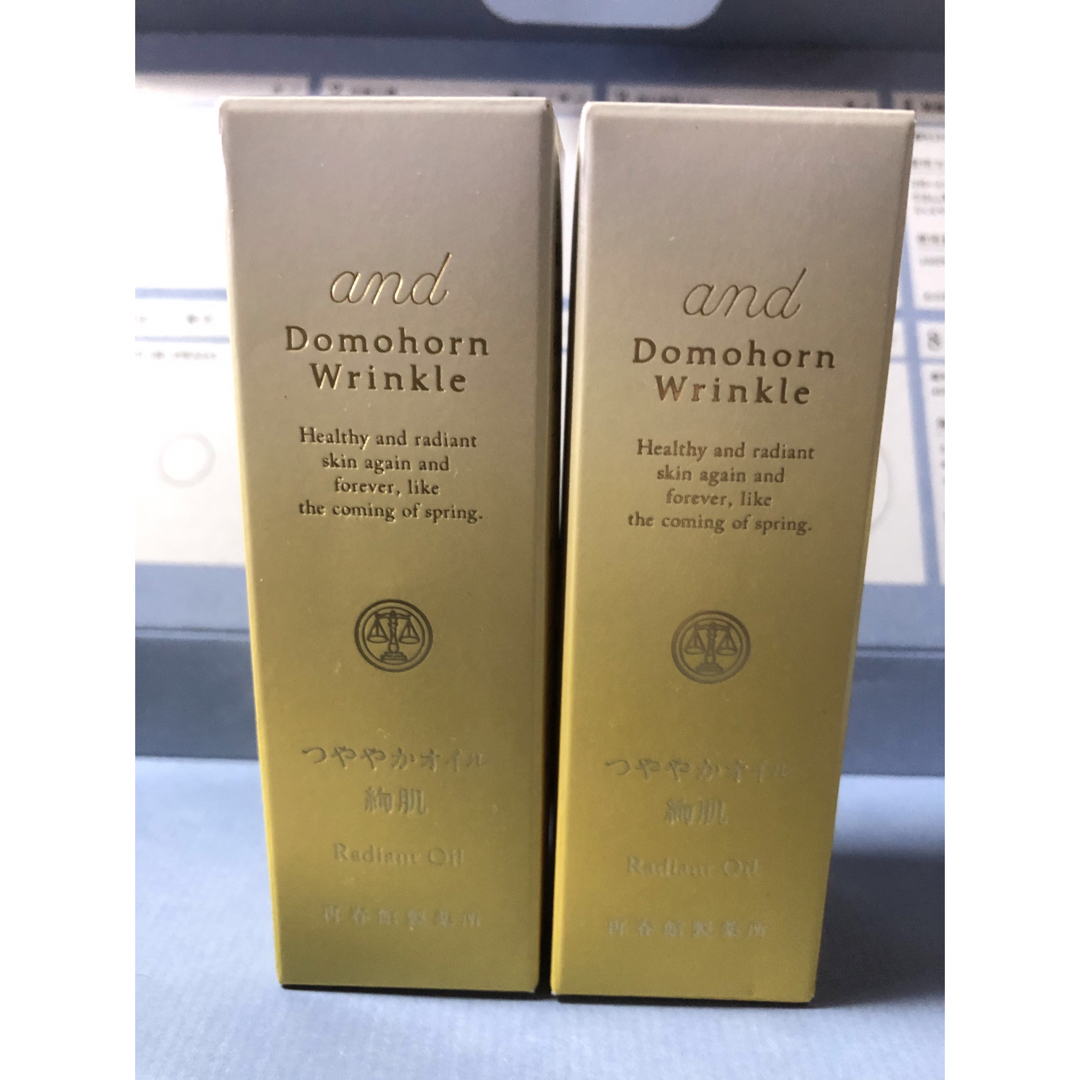 and
Domohorn
Wrinkle
Healthy and radiant
skin again and
forever, like
the coming of spring.
つややかオイル
絢肌
Radiant Oil
再春館製薬所
and
Domohorn
Wrinkle
Healthy and radiant
skin again and
forever, like
the coming of spring.
つややかオイル
絢肌
Radiant Oil
再春館製薬所